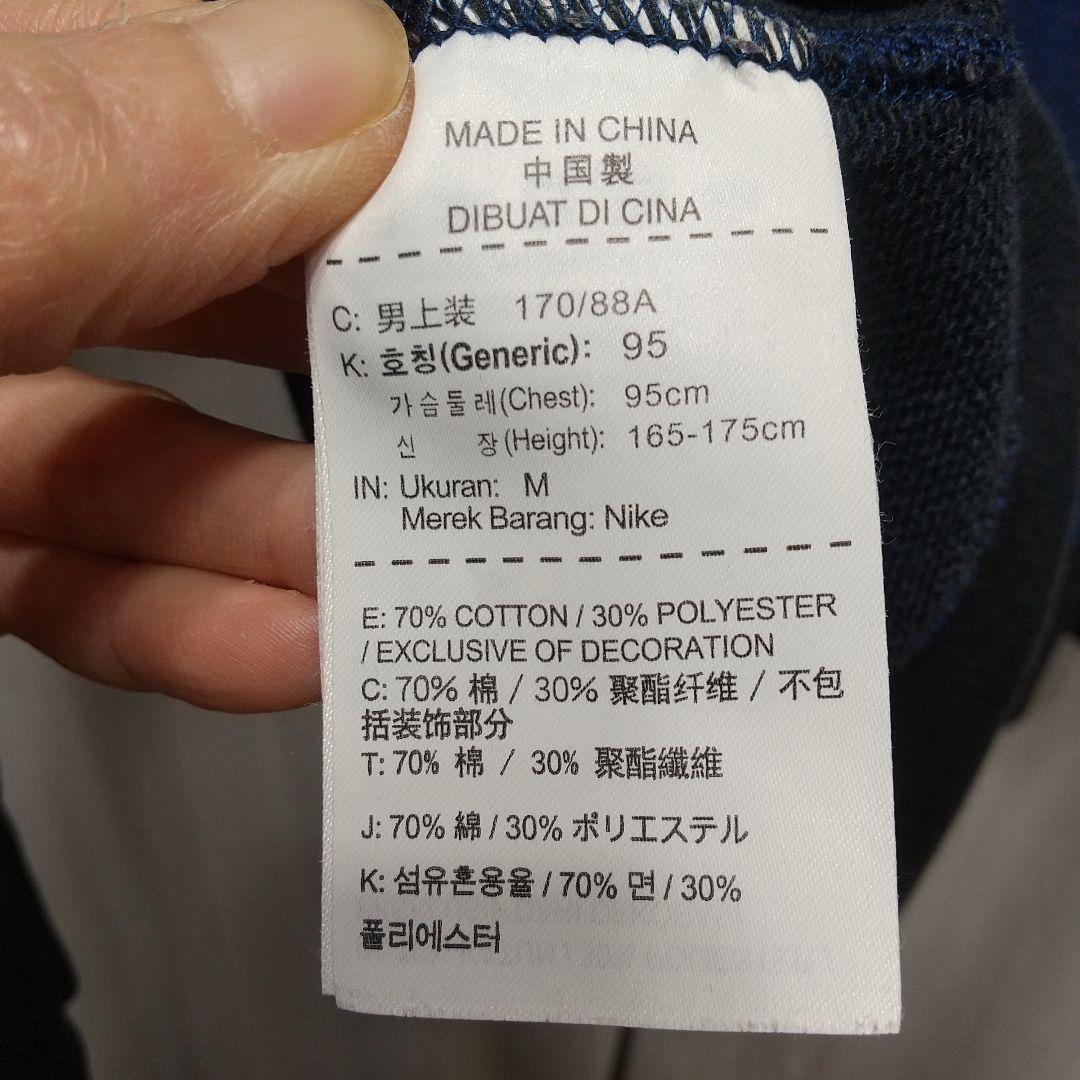 MADE IN CHINA
中国製
DIBUAT DI CINA
C: 男上装 170/88A
K: 호칭(Generic): 95
가슴둘레(Chest): 95cm
신 장(Height): 165-175cm
IN: Ukuran: M
Merek Barang: Nike
E: 70% COTTON / 30% POLYESTER
/ EXCLUSIVE OF DECORATION
C: 70% 棉 / 30% 聚酯纤维 / 不包
括装饰部分
T: 70% 棉 / 30% 聚酯纖維
J: 70% 綿 / 30% ポリエステル
K: 섬유혼용율 / 70% 면 / 30%
폴리에스터